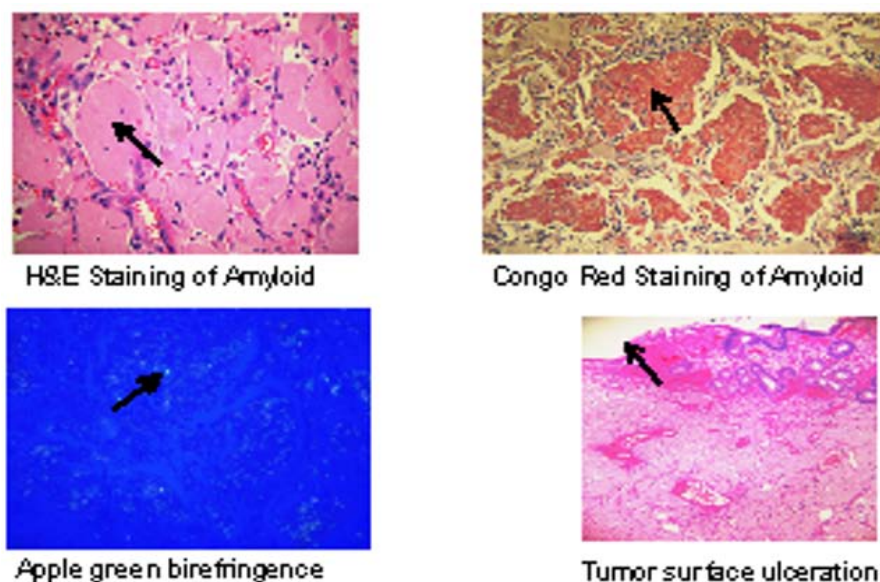 H&E Staining of Amyloid
Congo Red Staining of Amyloid
Apple green birefringence
Tumor surface ulceration